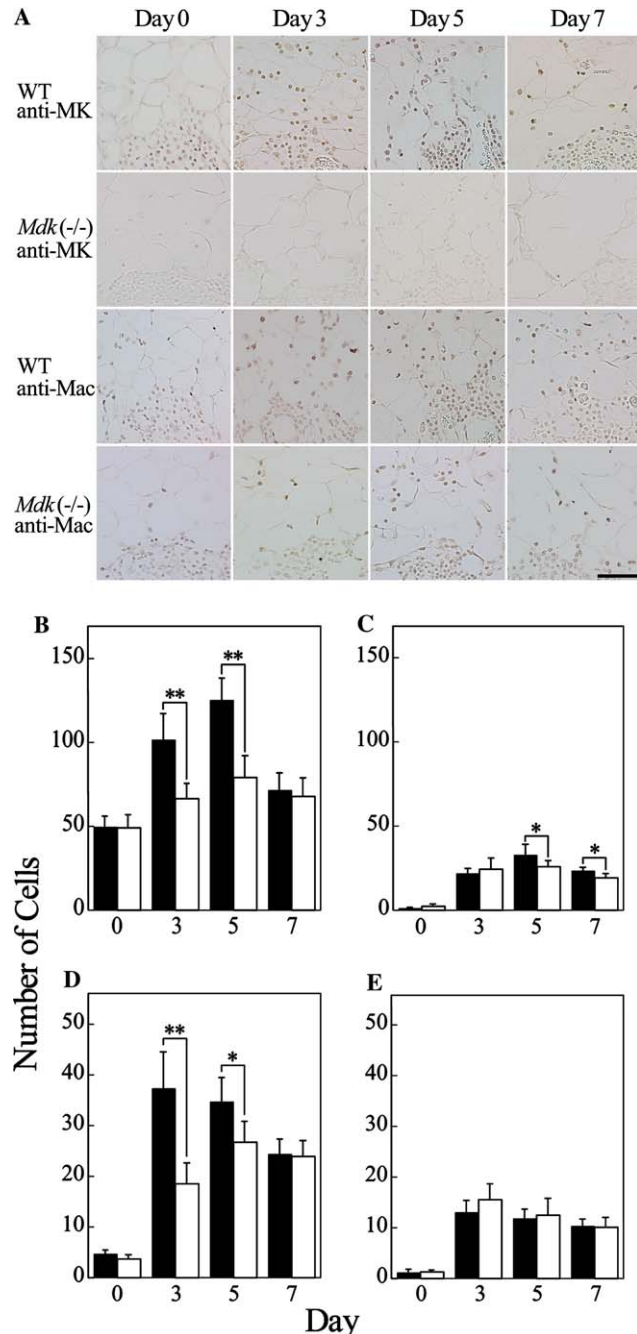 A Day 0 Day 3 Day 5 Day 7
WT
anti-MK
Mdk (-/-)
anti-MK
WT
anti-Mac
Mdk (-/-)
anti-Mac
Number of Cells
B
150
100
50
0
** **
0 3 5 7
C
150
100
50
0
* *
0 3 5 7
D
50
40
30
20
10
0
** *
0 3 5 7
E
50
40
30
20
10
0
0 3 5 7
Day